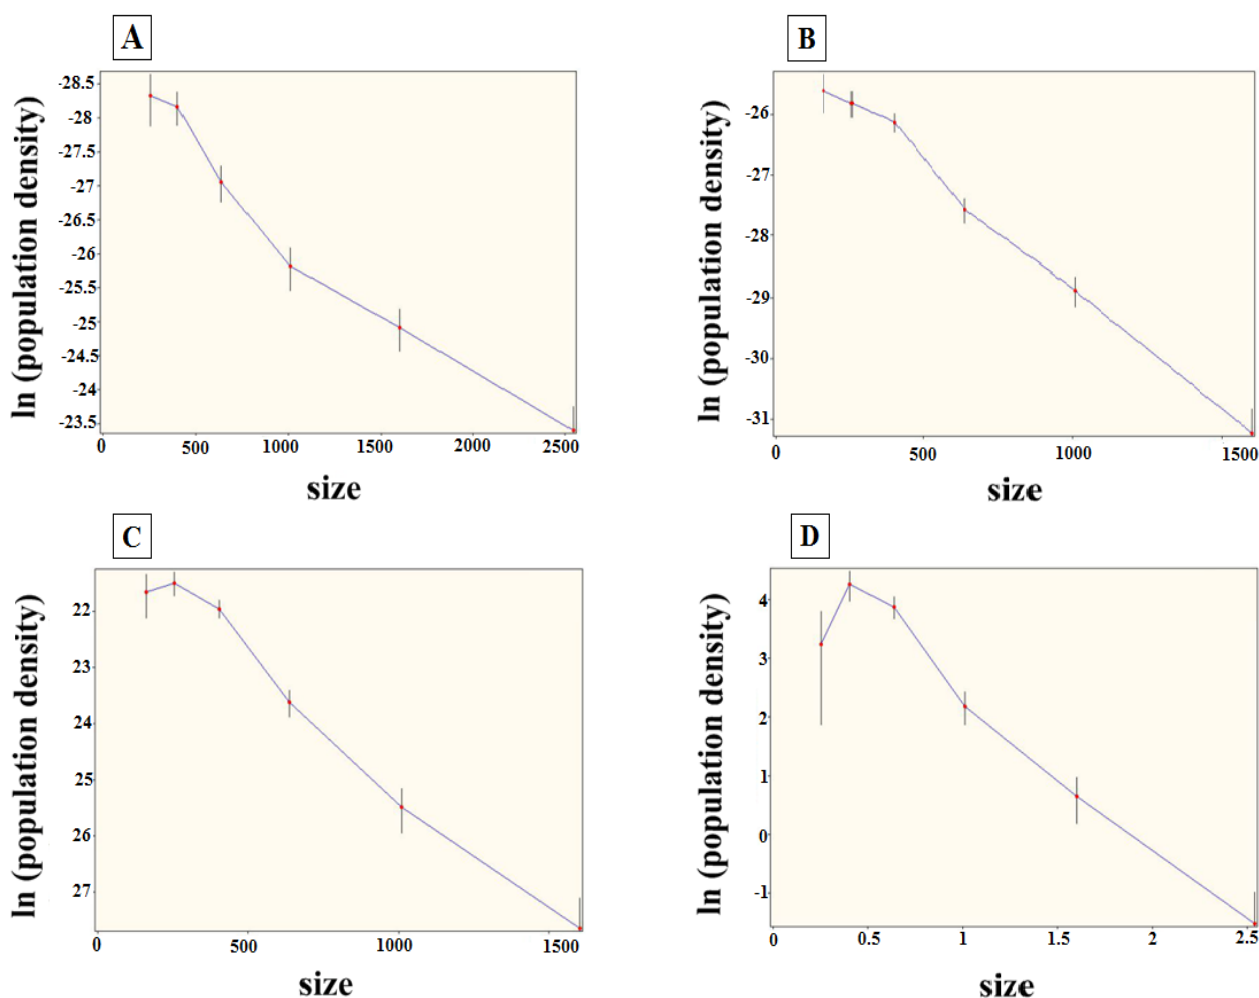 A
ln (population density)
-28.5
-28
-27.5
-27
-26.5
-26
-25.5
-25
-24.5
-24
-23.5
0 500 1000 1500 2000 2500
size
B
ln (population density)
-26
-27
-28
-29
-30
-31
0 500 1000 1500
size
C
ln (population density)
22
23
24
25
26
27
0 500 1000 1500
size
D
ln (population density)
4
3
2
1
0
-1
0 0.5 1 1.5 2 2.5
size